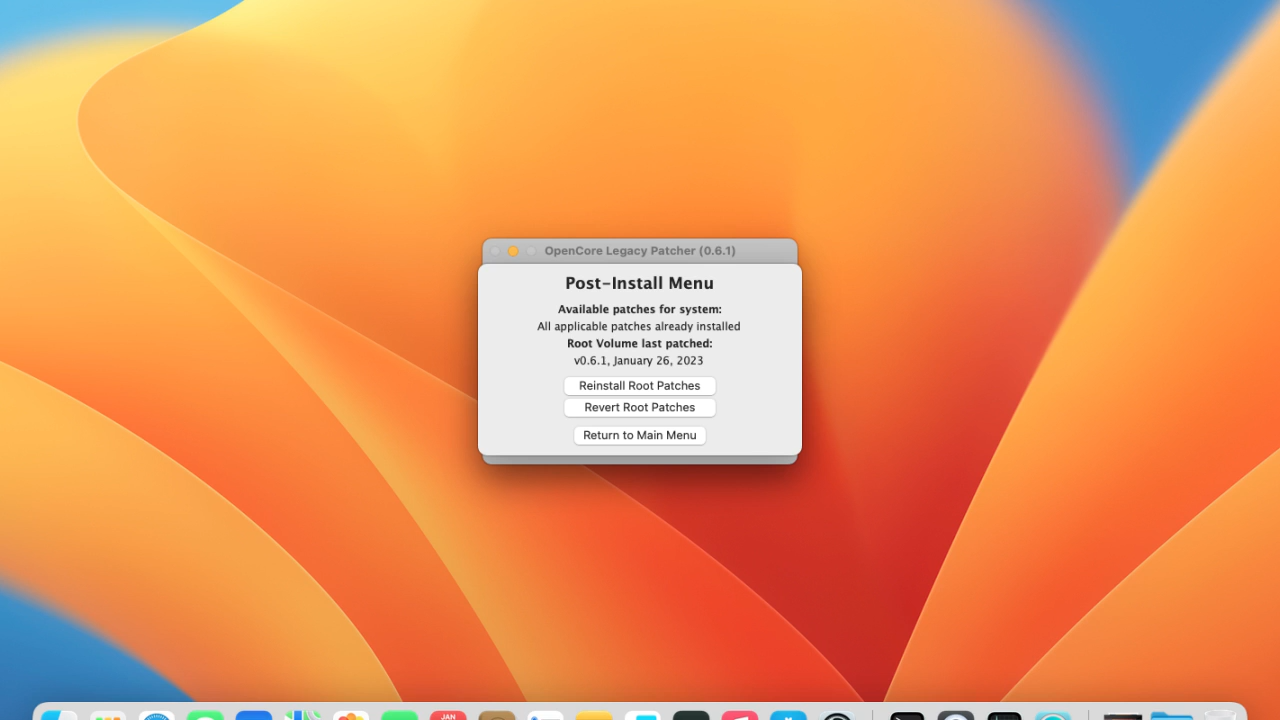 OpenCore Legacy Patcher (0.6.1)
Post-Install Menu
Available patches for system:
All applicable patches already installed
Root Volume last patched:
v0.6.1, January 26, 2023
Reinstall Root Patches
Revert Root Patches
Return to Main Menu
JAN